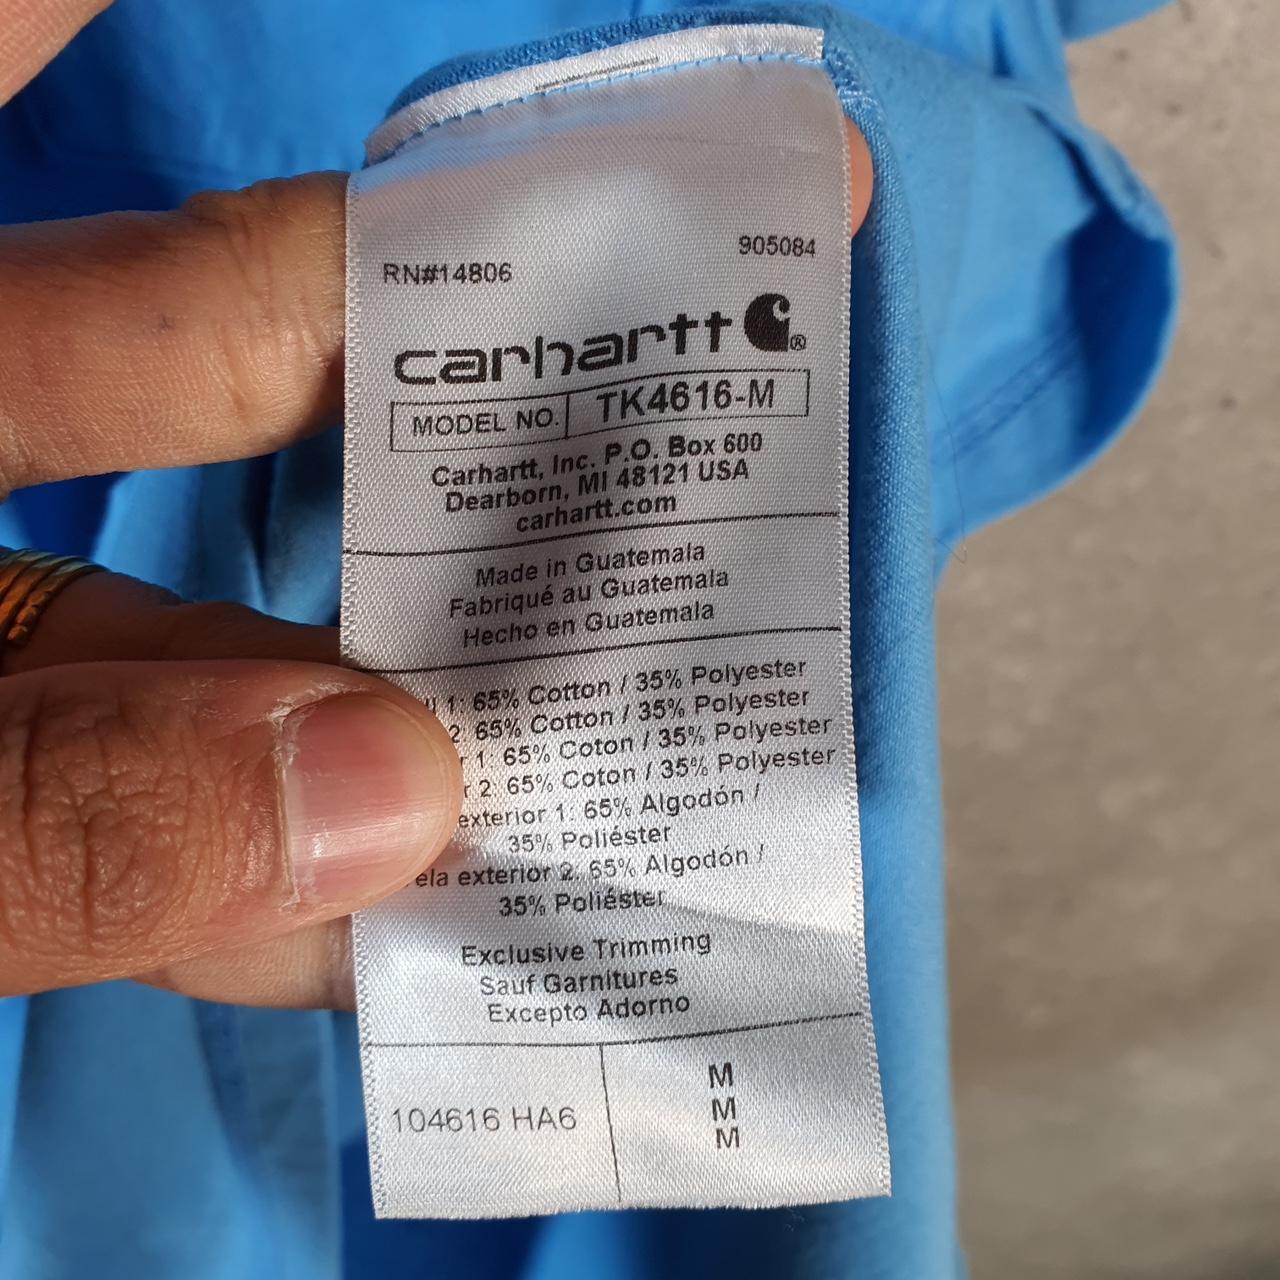 RN#14806
905084
carhartt
MODEL NO. TK4616-M
Carhartt, Inc. P.O. Box 600
Dearborn, MI 48121 USA
carhartt.com
Made in Guatemala
Fabriqué au Guatemala
Hecho en Guatemala
1: 65% Cotton / 35% Polyester
2: 65% Cotton / 35% Polyester
1: 65% Coton / 35% Polyester
2: 65% Coton / 35% Polyester
exterior 1: 65% Algodón /
35% Poliéster
exterior 2: 65% Algodón /
35% Poliéster
Exclusive Trimming
Sauf Garnitures
Excepto Adorno
104616 HA6
M
M
M